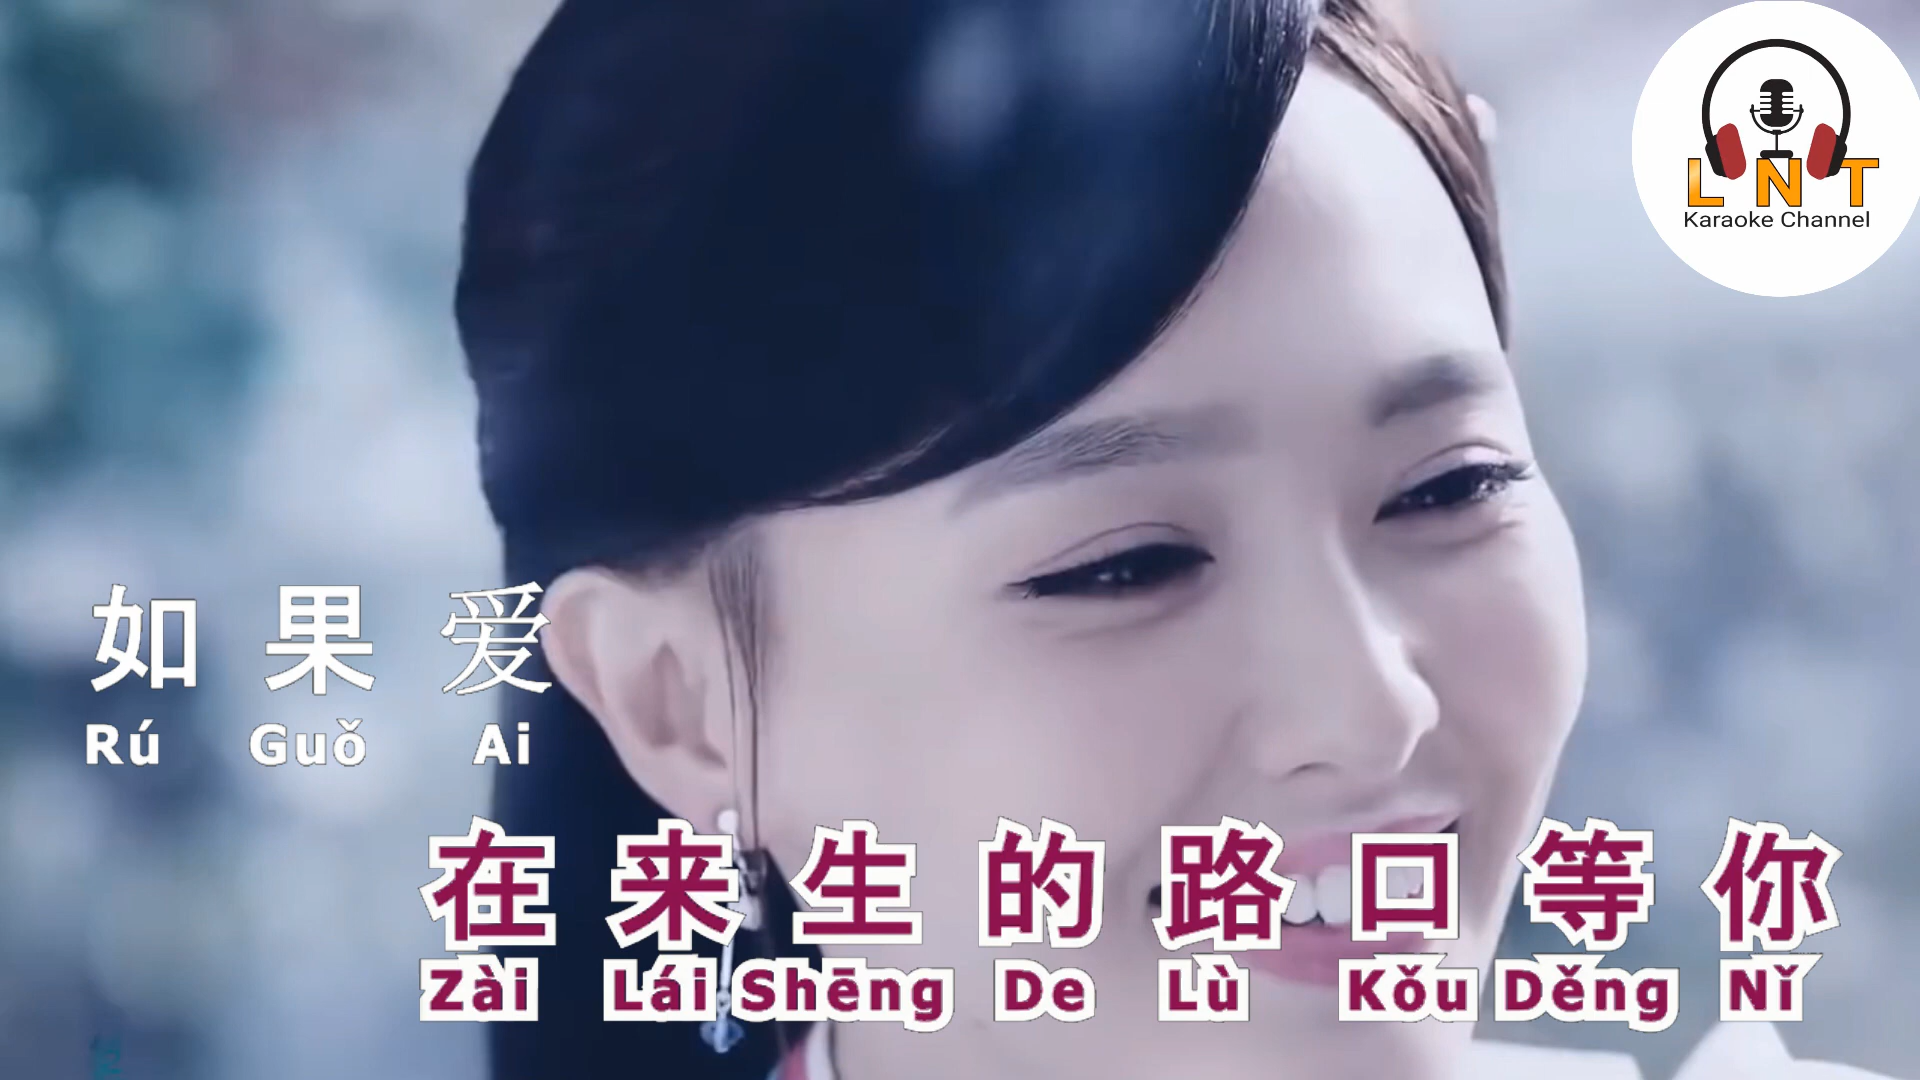 L N T
Karaoke Channel
如 果 爱
Rú Guǒ Ai
在 来 生 的 路 口 等 你
Zài Lái Shēng De Lù Kǒu Děng Nǐ